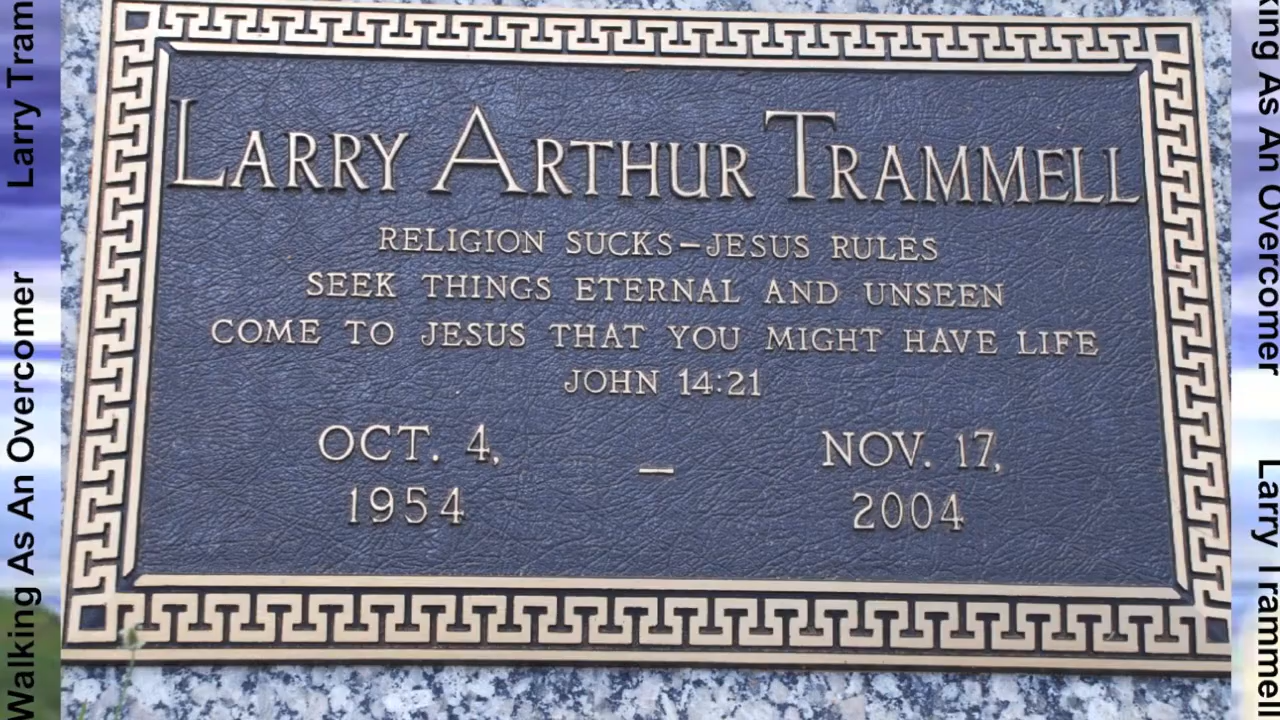 LARRY ARTHUR TRAMMELL
RELIGION SUCKS–JESUS RULES
SEEK THINGS ETERNAL AND UNSEEN
COME TO JESUS THAT YOU MIGHT HAVE LIFE
JOHN 14:21
OCT. 4, – NOV. 17,
1954 2004
Walking As An Overcomer Larry Tram
king As An Overcomer Larry Trammell